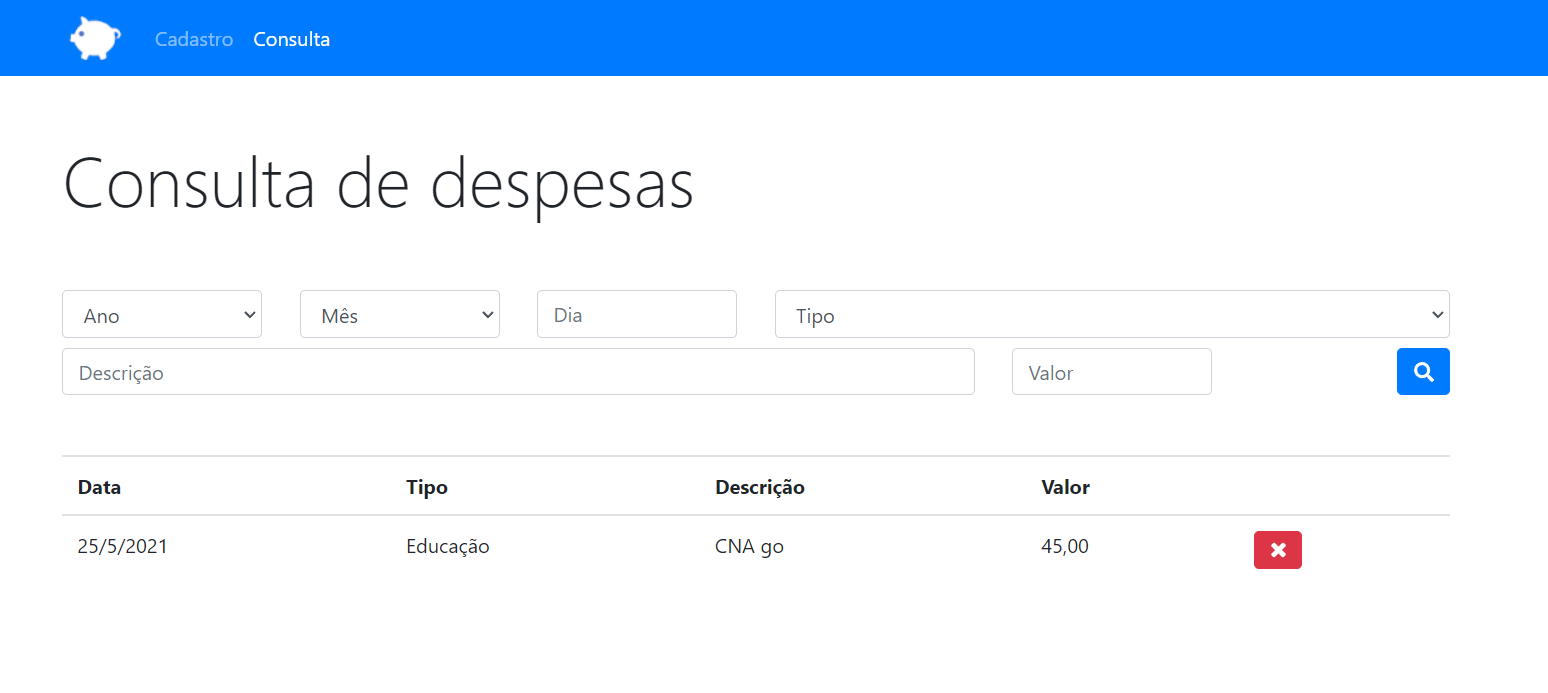 Cadastro Consulta
Consulta de despesas
Ano Mês Dia Tipo
Descrição Valor
Data Tipo Descrição Valor
25/5/2021 Educação CNA go 45,00